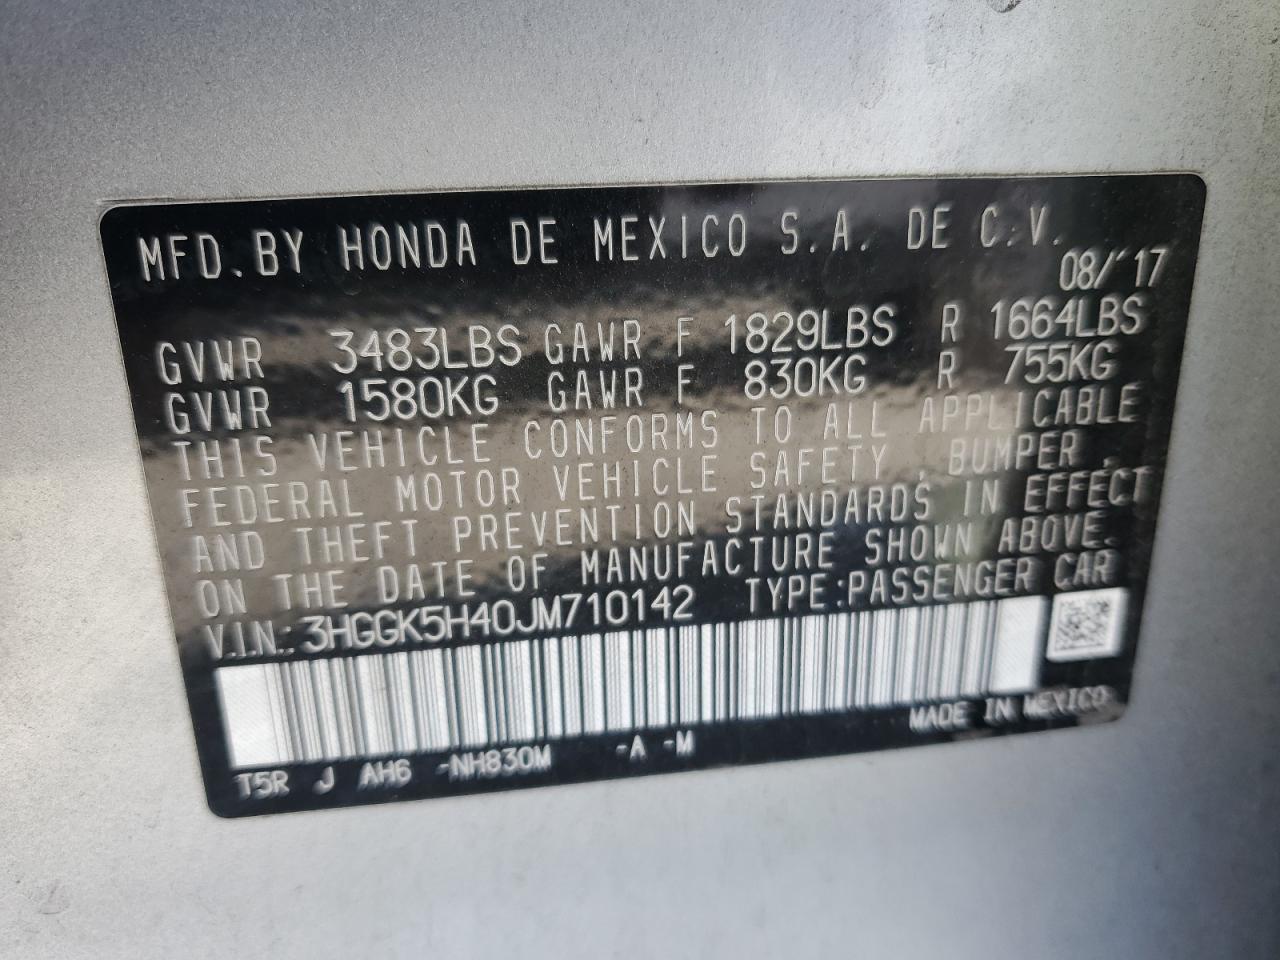 MFD.BY HONDA DE MEXICO S.A. DE C.V.
08/'17
GVWR 3483LBS GAWR F 1829LBS R 1664LBS
GVWR 1580KG GAWR F 830KG R 755KG
THIS VEHICLE CONFORMS TO ALL APPLICABLE
FEDERAL MOTOR VEHICLE SAFETY, BUMPER,
AND THEFT PREVENTION STANDARDS IN EFFECT
ON THE DATE OF MANUFACTURE SHOWN ABOVE.
V.I.N.: 3HGGK5H40JM710142 TYPE:PASSENGER CAR
MADE IN MEXICO
T5R J AH6 -NH830M -A -M